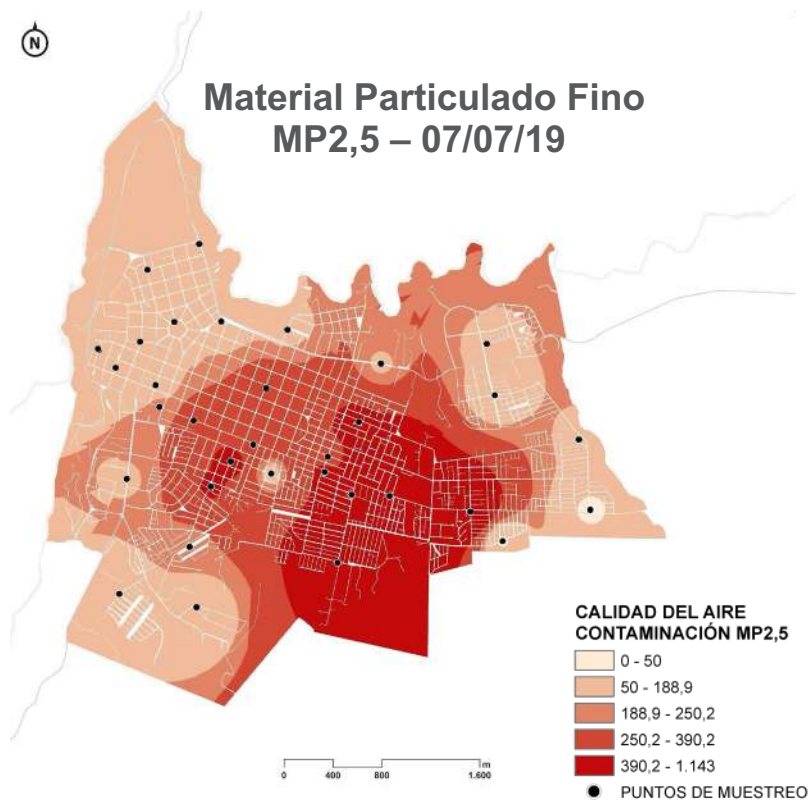 N
Material Particulado Fino
MP2,5 – 07/07/19
CALIDAD DEL AIRE
CONTAMINACIÓN MP2,5
0 - 50
50 - 188,9
188,9 - 250,2
250,2 - 390,2
390,2 - 1.143
PUNTOS DE MUESTREO
m
0 400 800 1.600